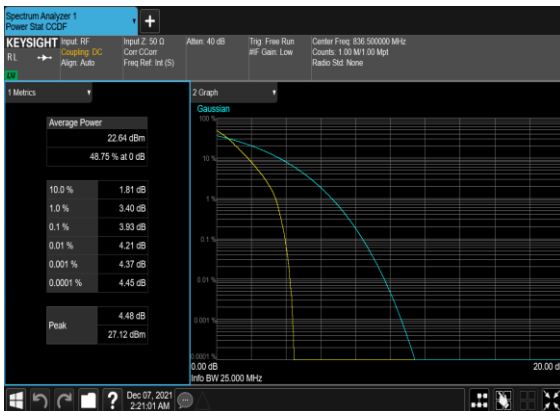 Spectrum Analyzer 1
Power Stat CCDF
KEYSIGHT
RL
LV
Input: RF
Coupling: DC
Align: Auto
Input Z: 50 Ω
Corr CCorr
Freq Ref: Int (S)
Atten: 40 dB
Trig: Free Run
#IF Gain: Low
Center Freq: 836.500000 MHz
Counts: 1.00 M/1.00 Mpt
Radio Std: None
1 Metrics
Average Power
22.64 dBm
48.75 % at 0 dB
10.0 % 1.81 dB
1.0 % 3.40 dB
0.1 % 3.93 dB
0.01 % 4.21 dB
0.001 % 4.37 dB
0.0001 % 4.45 dB
Peak
4.48 dB
27.12 dBm
2 Graph
Gaussian
100 %
10 %
1 %
0.1 %
0.01 %
0.001 %
0.0001 %
0.00 dB
20.00 d
Info BW 25.000 MHz
?
Dec 07, 2021
2:21:01 AM